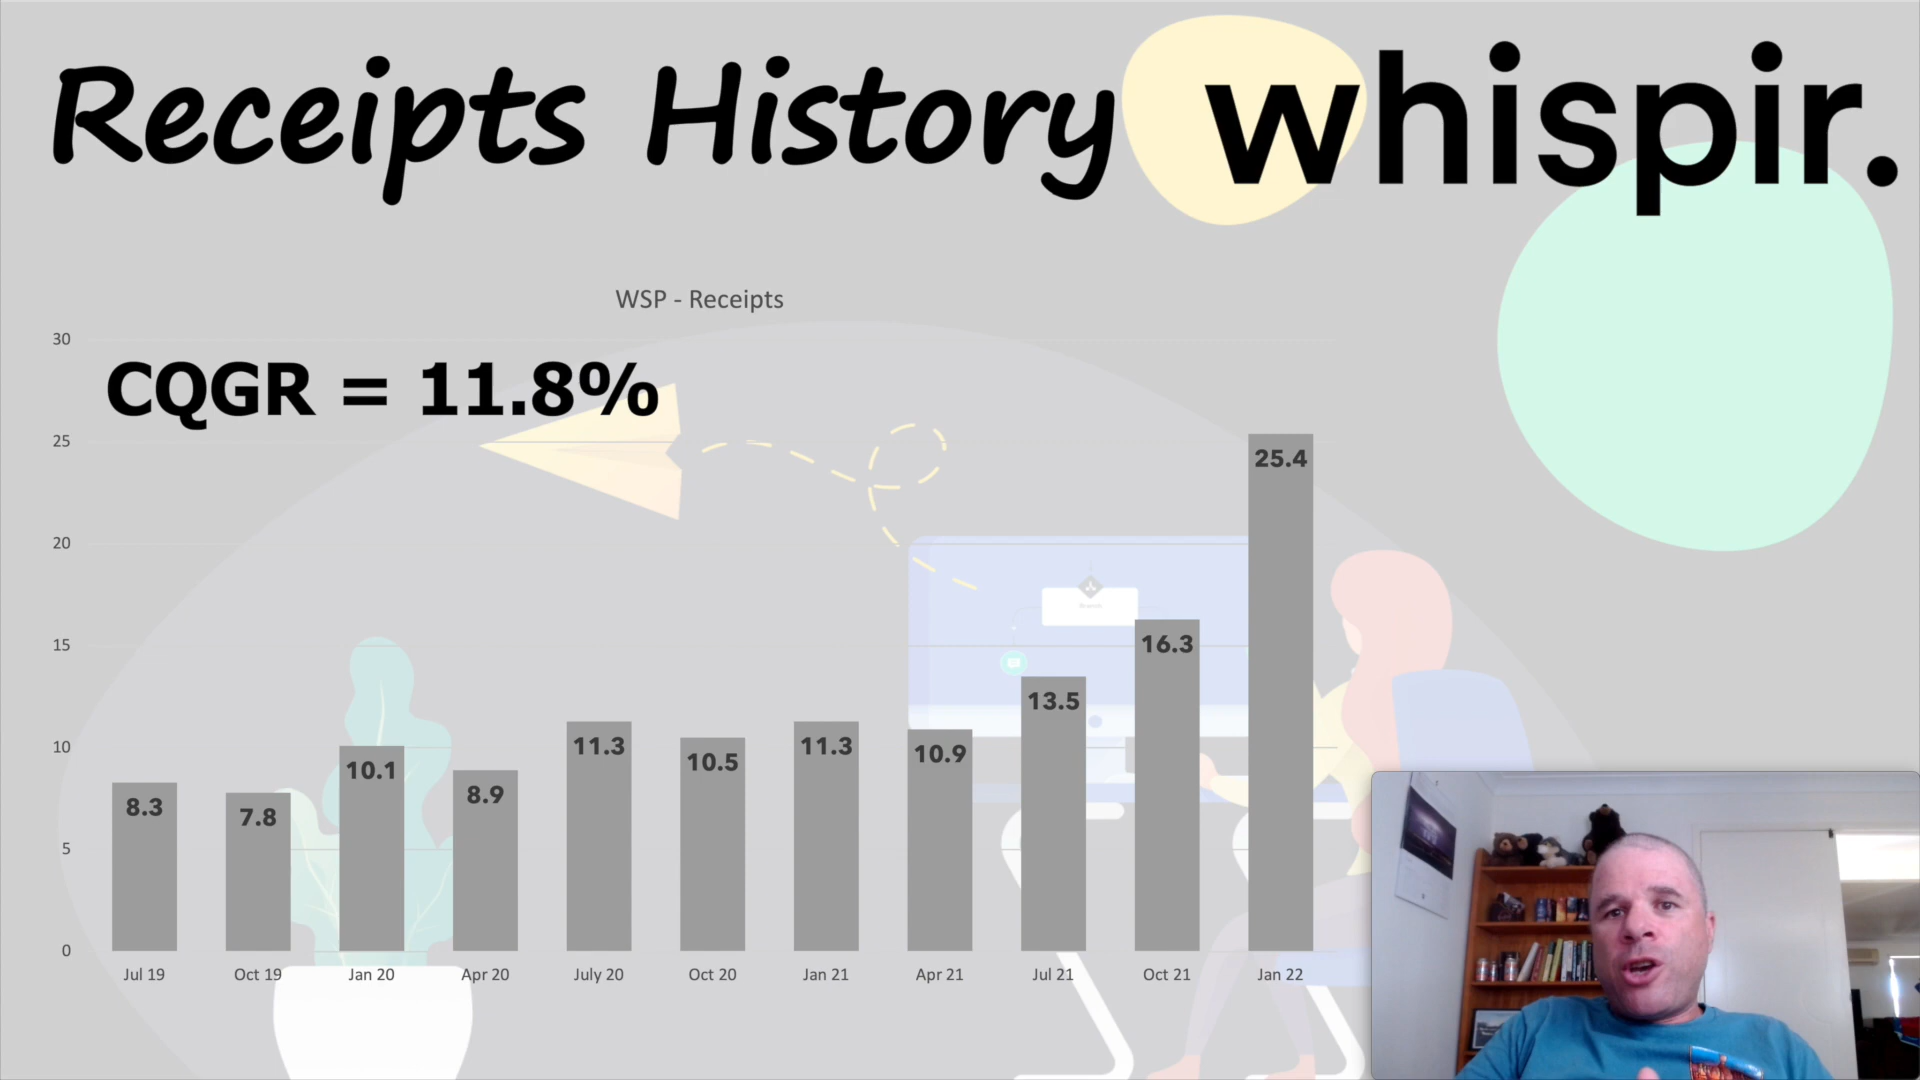 Receipts History
whispir.
WSP - Receipts
CQGR = 11.8%
30
25
20
15
10
5
0
8.3
7.8
10.1
8.9
11.3
10.5
11.3
10.9
13.5
16.3
25.4
Jul 19
Oct 19
Jan 20
Apr 20
July 20
Oct 20
Jan 21
Apr 21
Jul 21
Oct 21
Jan 22